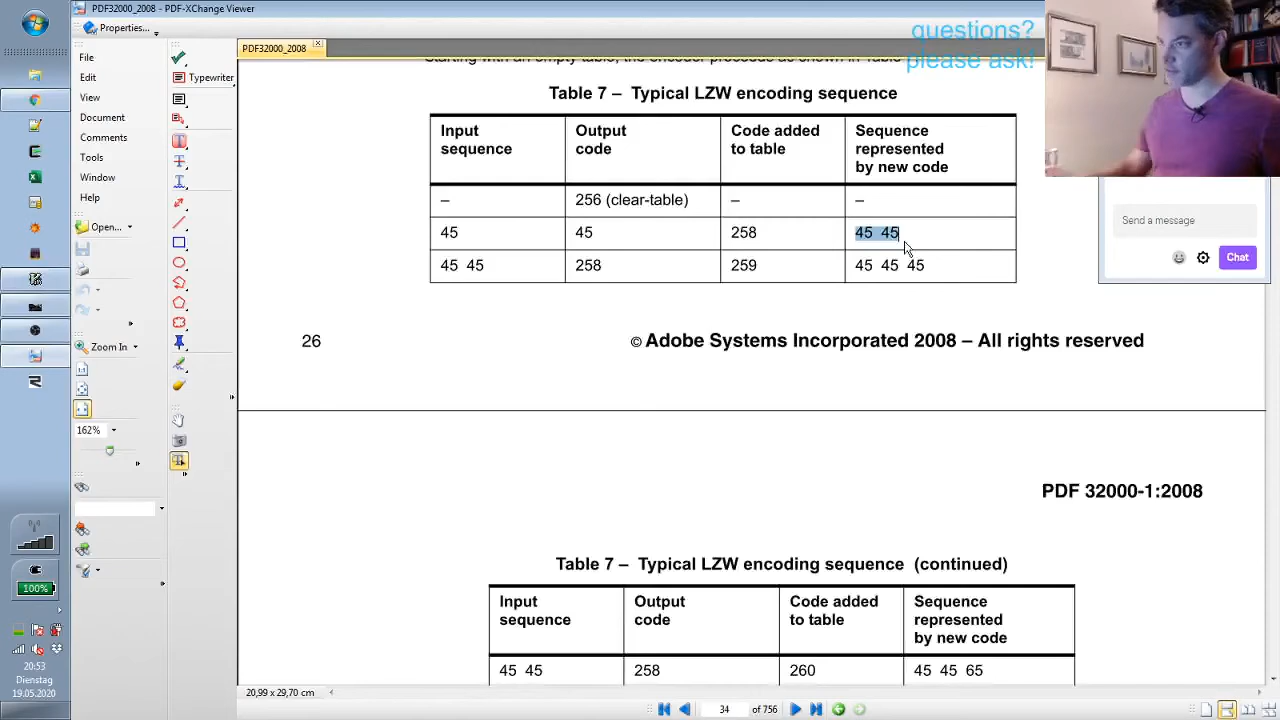 PDF32000_2008 - PDF-XChange Viewer
Properties...
questions?
please ask!
PDF32000_2008
File
Edit
View
Document
Comments
Tools
Window
Help
Open...
Zoom In
162%
Typewriter
Table 7 – Typical LZW encoding sequence
Input sequence Output code Code added to table Sequence represented by new code
– 256 (clear-table) – –
45 45 258 45 45
45 45 258 259 45 45 45
26 © Adobe Systems Incorporated 2008 – All rights reserved
PDF 32000-1:2008
Table 7 – Typical LZW encoding sequence (continued)
Input sequence Output code Code added to table Sequence represented by new code
45 45 258 260 45 45 65
Send a message
Chat
100%
20:53
Dienstag
19.05.2020
20,99 x 29,70 cm
34 of 756